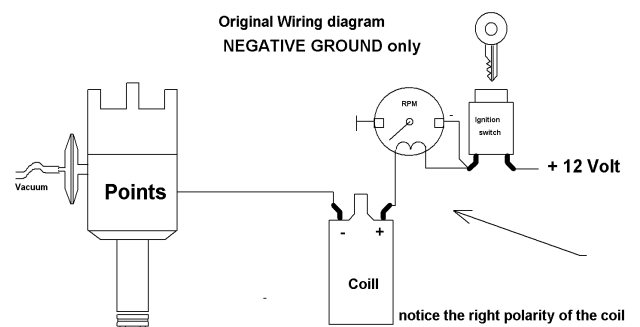 Original Wiring diagram
NEGATIVE GROUND only
RPM
-
Ignition
switch
+ 12 Volt
Vacuum
Points
- +
Coill
-
notice the right polarity of the coil